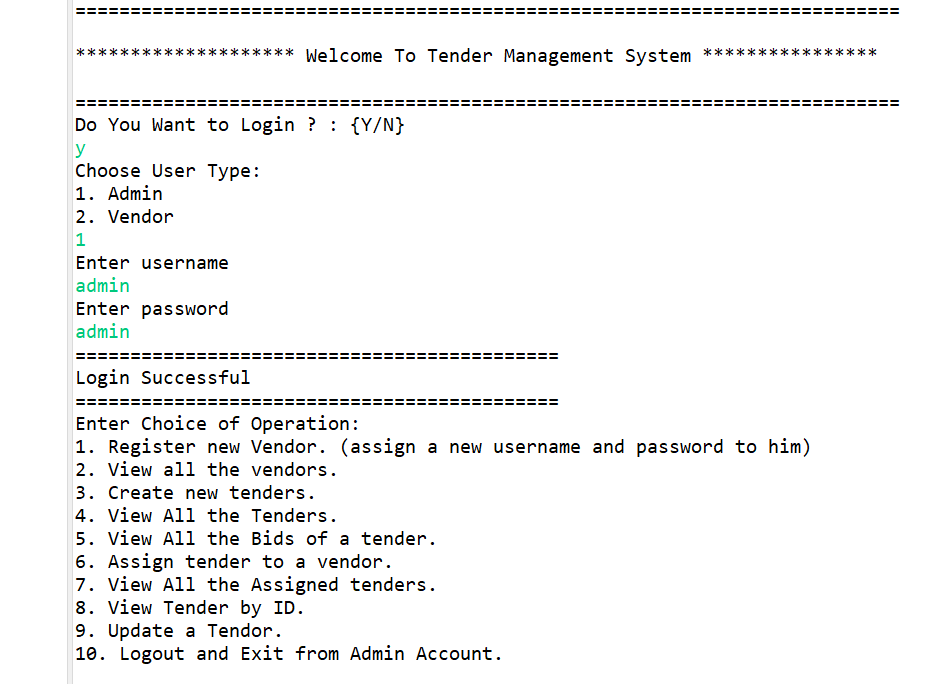 ===========================================================================
******************** Welcome To Tender Management System ****************
===========================================================================
Do You Want to Login ? : {Y/N}
y
Choose User Type:
1. Admin
2. Vendor
1
Enter username
admin
Enter password
admin
============================================
Login Successful
============================================
Enter Choice of Operation:
1. Register new Vendor. (assign a new username and password to him)
2. View all the vendors.
3. Create new tenders.
4. View All the Tenders.
5. View All the Bids of a tender.
6. Assign tender to a vendor.
7. View All the Assigned tenders.
8. View Tender by ID.
9. Update a Tendor.
10. Logout and Exit from Admin Account.